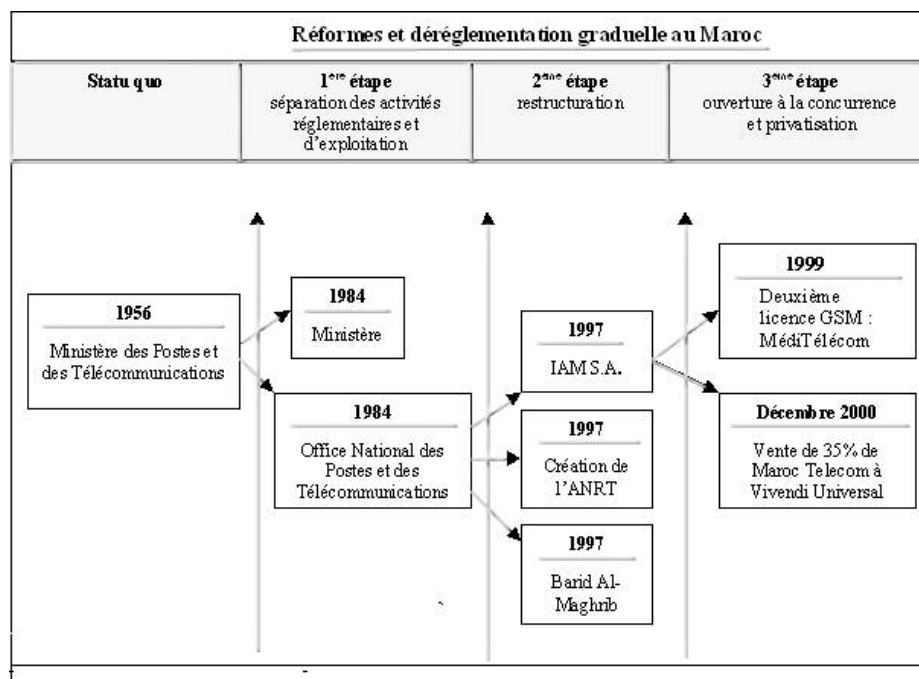 Réformes et déréglementation graduelle au Maroc
Statu quo
1ère étape
séparation des activités
réglementaires et
d'exploitation
2ème étape
restructuration
3ème étape
ouverture à la concurrence
et privatisation
1956
Ministère des Postes et
des Télécommunications
1984
Ministère
1984
Office National des
Postes et des
Télécommunications
1997
IAM S.A.
1997
Création de
l'ANRT
1997
Barid Al-
Maghrib
1999
Deuxième
licence GSM :
MédiTélécom
Décembre 2000
Vente de 35% de
Maroc Telecom à
Vivendi Universal